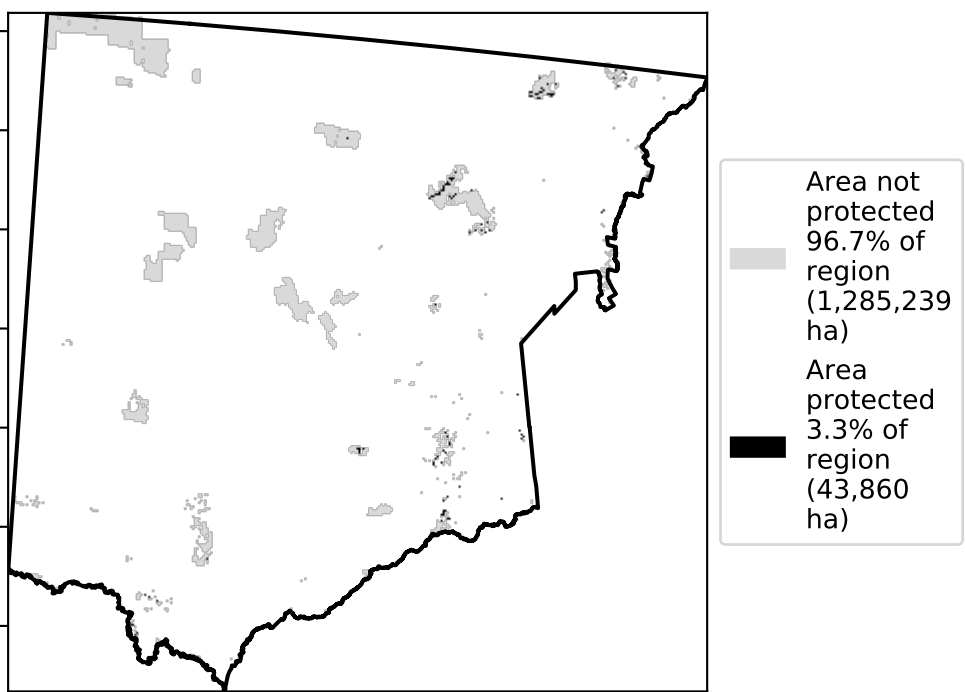 Area not
protected
96.7% of
region
(1,285,239
ha)
Area
protected
3.3% of
region
(43,860
ha)